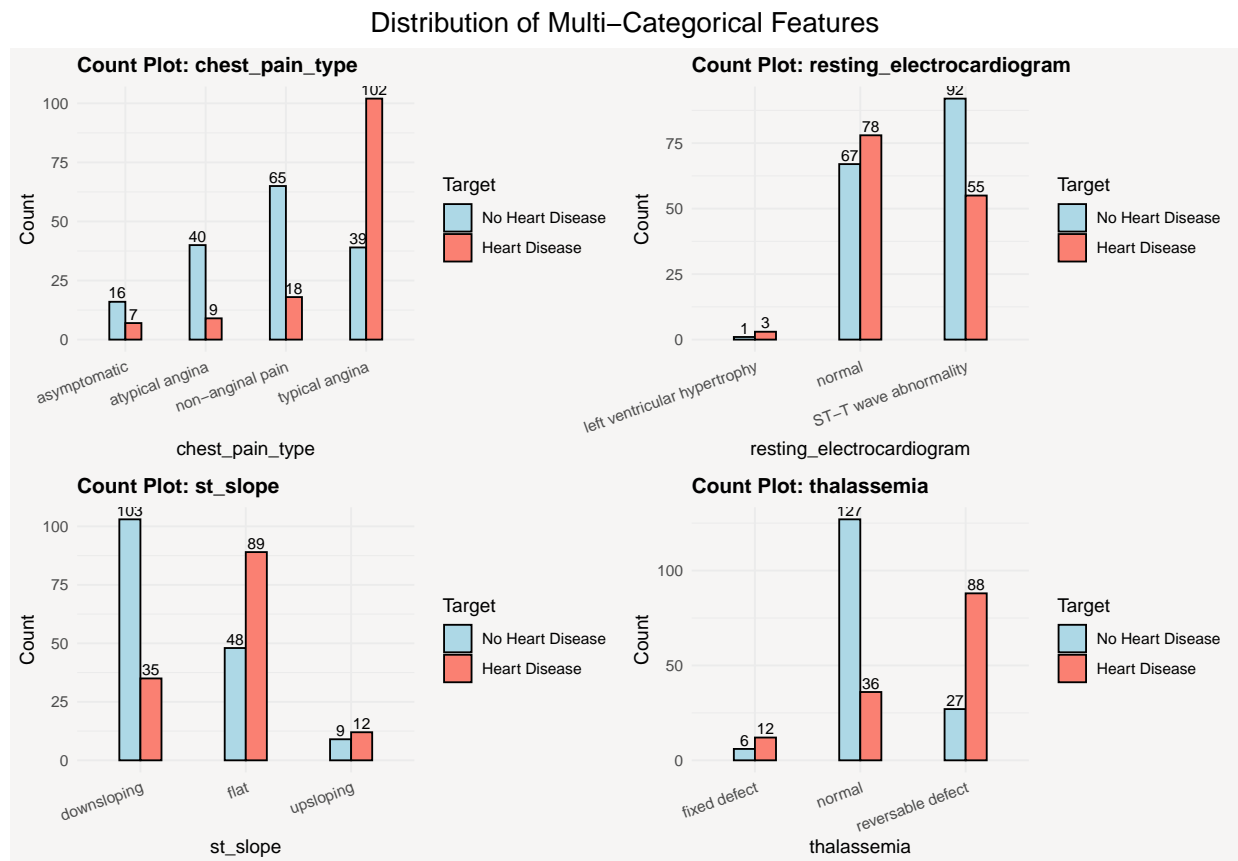 Distribution of Multi−Categorical Features
Count Plot: chest_pain_type
100
75
50
25
0
Count
16
7
40
9
65
18
39
102
asymptomatic
atypical angina
non−anginal pain
typical angina
chest_pain_type
Target
No Heart Disease
Heart Disease
Count Plot: resting_electrocardiogram
75
50
25
0
Count
1
3
67
78
92
55
left ventricular hypertrophy
normal
ST−T wave abnormality
resting_electrocardiogram
Target
No Heart Disease
Heart Disease
Count Plot: st_slope
100
75
50
25
0
Count
103
35
48
89
9
12
downsloping
flat
upsloping
st_slope
Target
No Heart Disease
Heart Disease
Count Plot: thalassemia
100
50
0
Count
6
12
127
36
27
88
fixed defect
normal
reversable defect
thalassemia
Target
No Heart Disease
Heart Disease